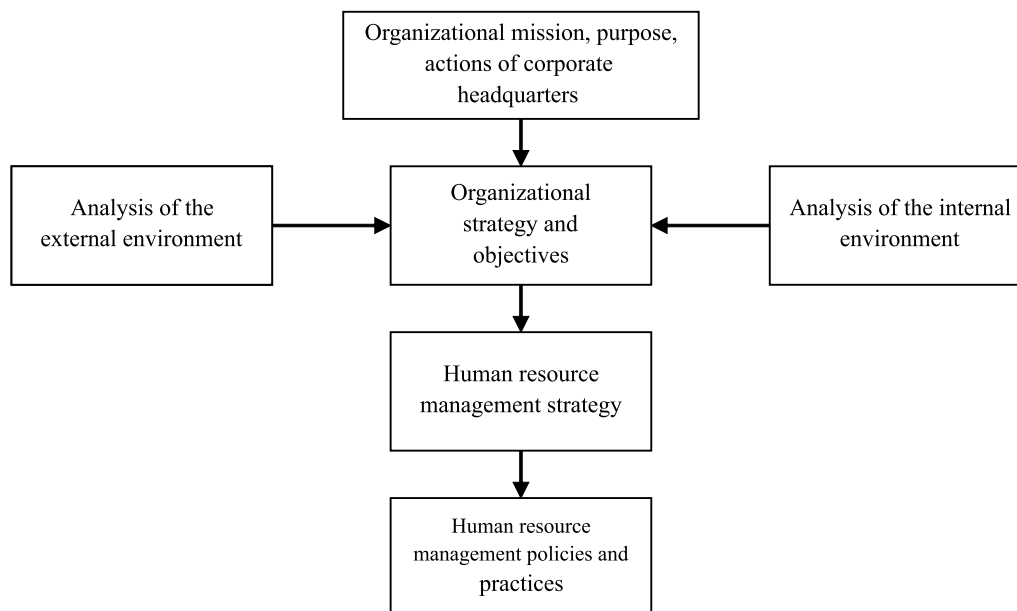 Organizational mission, purpose,
actions of corporate
headquarters
Analysis of the
external environment
Organizational
strategy and
objectives
Analysis of the internal
environment
Human resource
management strategy
Human resource
management policies and
practices